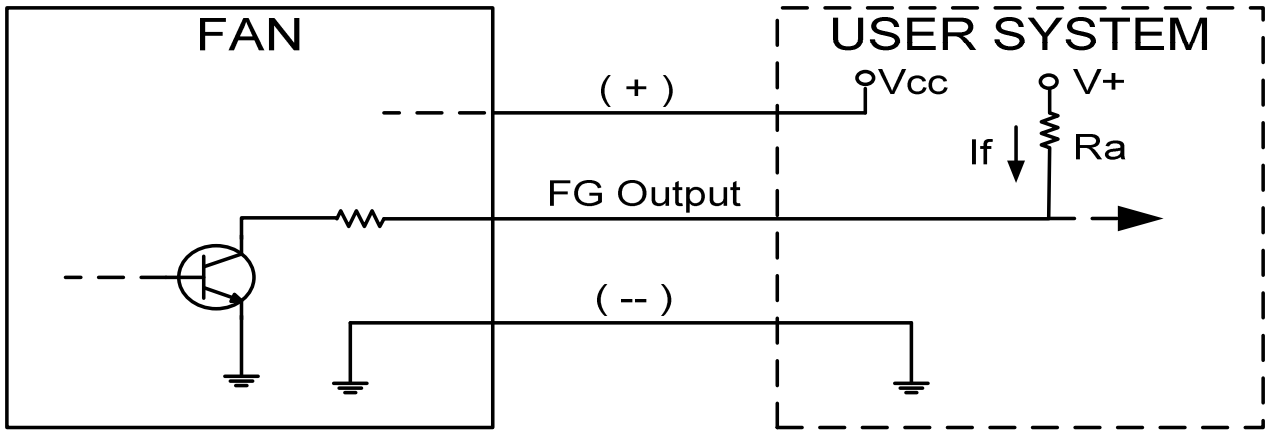 FAN
USER SYSTEM
( + )
Vcc
V+
If
Ra
FG Output
( -- )